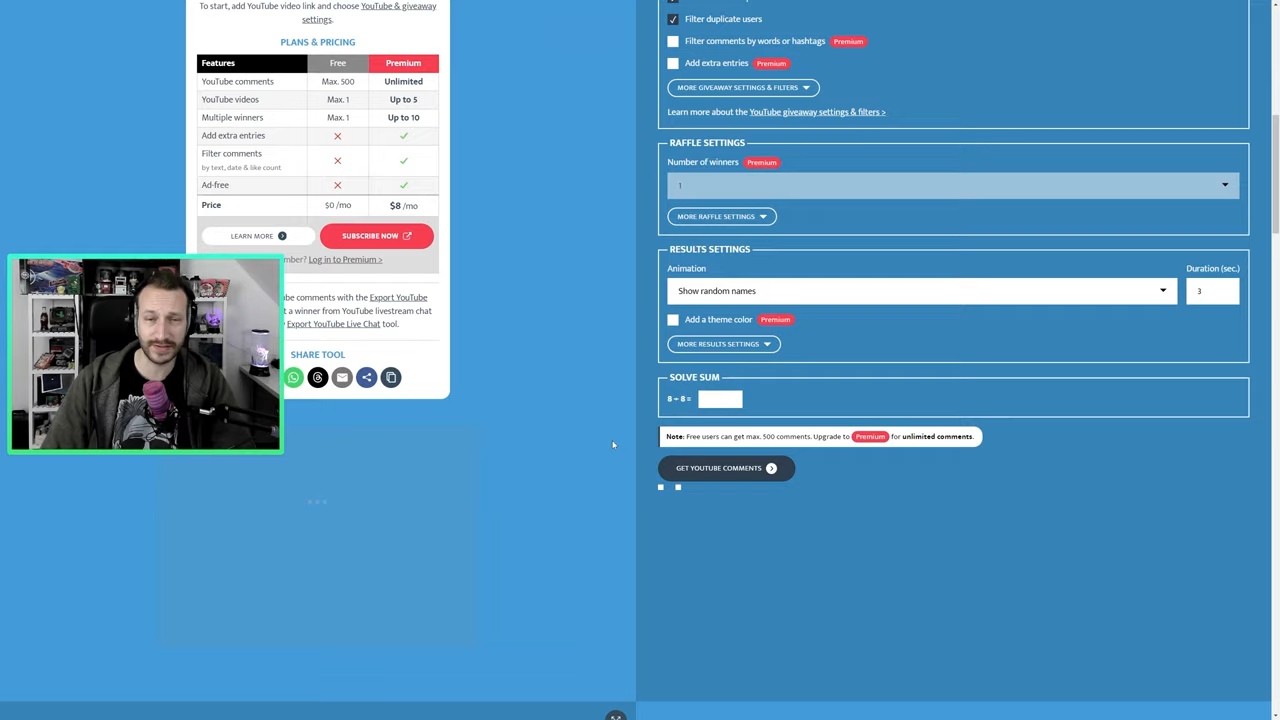 To start, add YouTube video link and choose YouTube & giveaway
settings.
PLANS & PRICING
Features Free Premium
YouTube comments Max. 500 Unlimited
YouTube videos Max. 1 Up to 5
Multiple winners Max. 1 Up to 10
Add extra entries
Filter comments
by text, date & like count
Ad-free
Price $0 /mo $8 /mo
LEARN MORE SUBSCRIBE NOW
Log in to Premium >
comments with the Export YouTube
a winner from YouTube livestream chat
Export YouTube Live Chat tool.
SHARE TOOL
Filter duplicate users
Filter comments by words or hashtags Premium
Add extra entries Premium
MORE GIVEAWAY SETTINGS & FILTERS
Learn more about the YouTube giveaway settings & filters >
RAFFLE SETTINGS
Number of winners Premium
1
MORE RAFFLE SETTINGS
RESULTS SETTINGS
Animation Duration (sec.)
Show random names 3
Add a theme color Premium
MORE RESULTS SETTINGS
SOLVE SUM
Note: Free users can get max. 500 comments. Upgrade to Premium for unlimited comments.
GET YOUTUBE COMMENTS